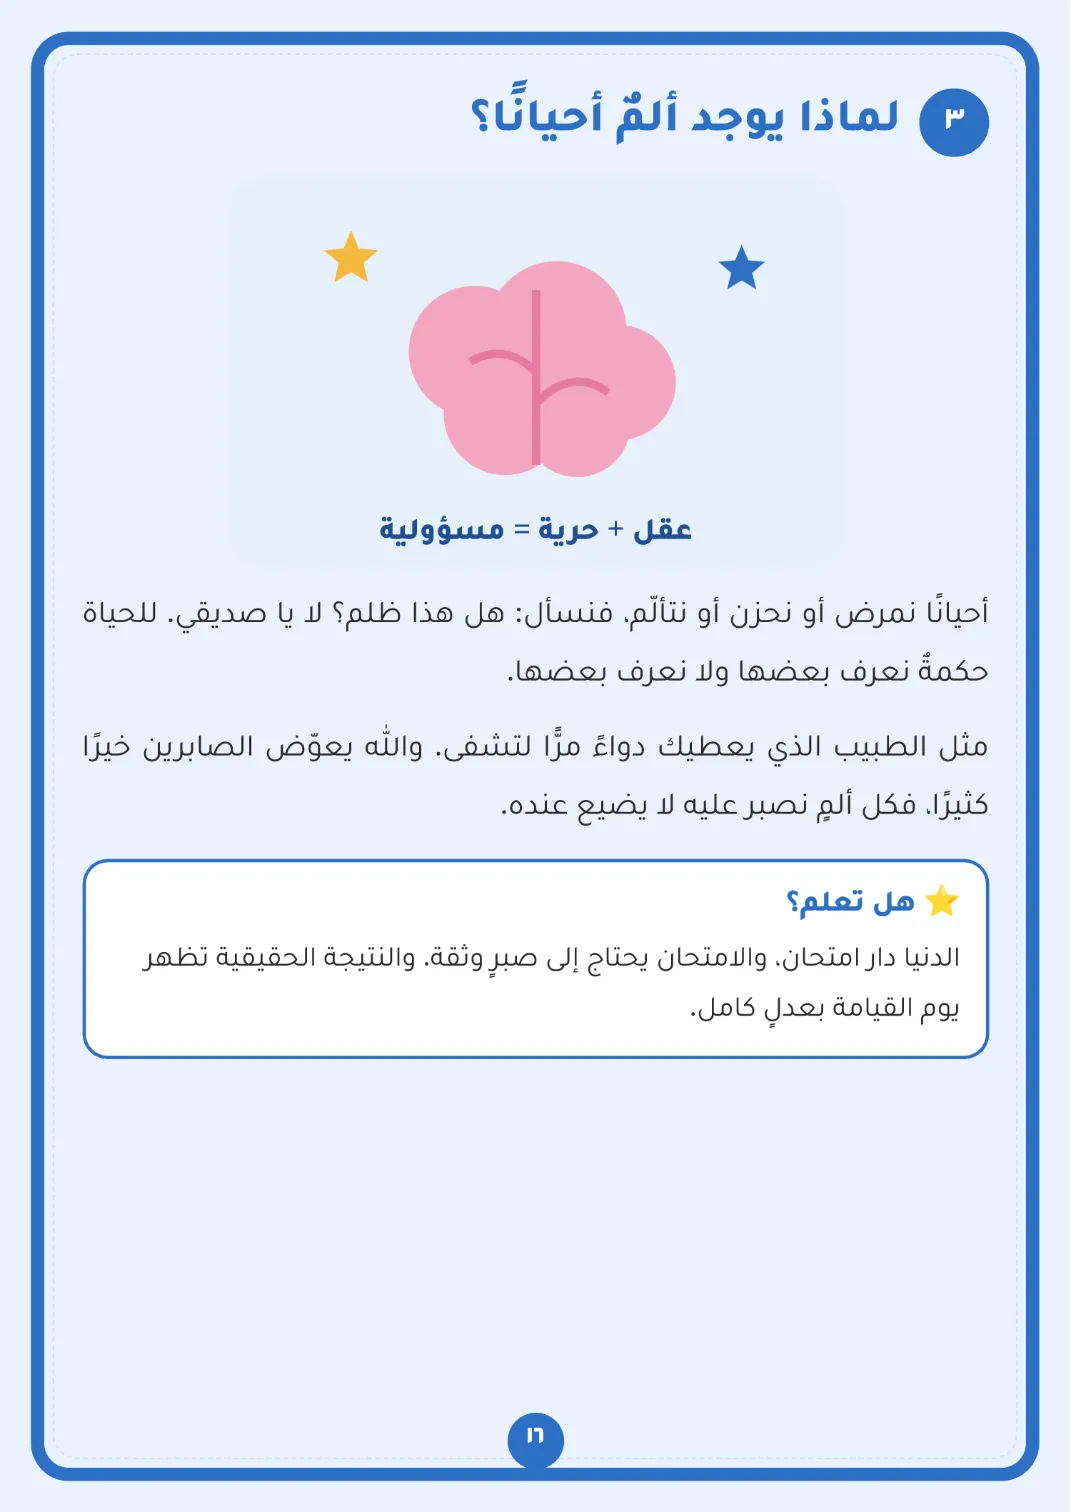 ٣ لماذا يوجد ألمٌ أحيانًا؟
عقل + حرية = مسؤولية
أحيانًا نمرض أو نحزن أو نتألّم، فنسأل: هل هذا ظلم؟ لا يا صديقي. للحياة
حكمةٌ نعرف بعضها ولا نعرف بعضها.
مثل الطبيب الذي يعطيك دواءً مرًّا لتشفى. والله يعوّض الصابرين خيرًا
كثيرًا، فكل ألمٍ نصبر عليه لا يضيع عنده.
⭐ هل تعلم؟
الدنيا دار امتحان، والامتحان يحتاج إلى صبرٍ وثقة. والنتيجة الحقيقية تظهر
يوم القيامة بعدلٍ كامل.
١٦